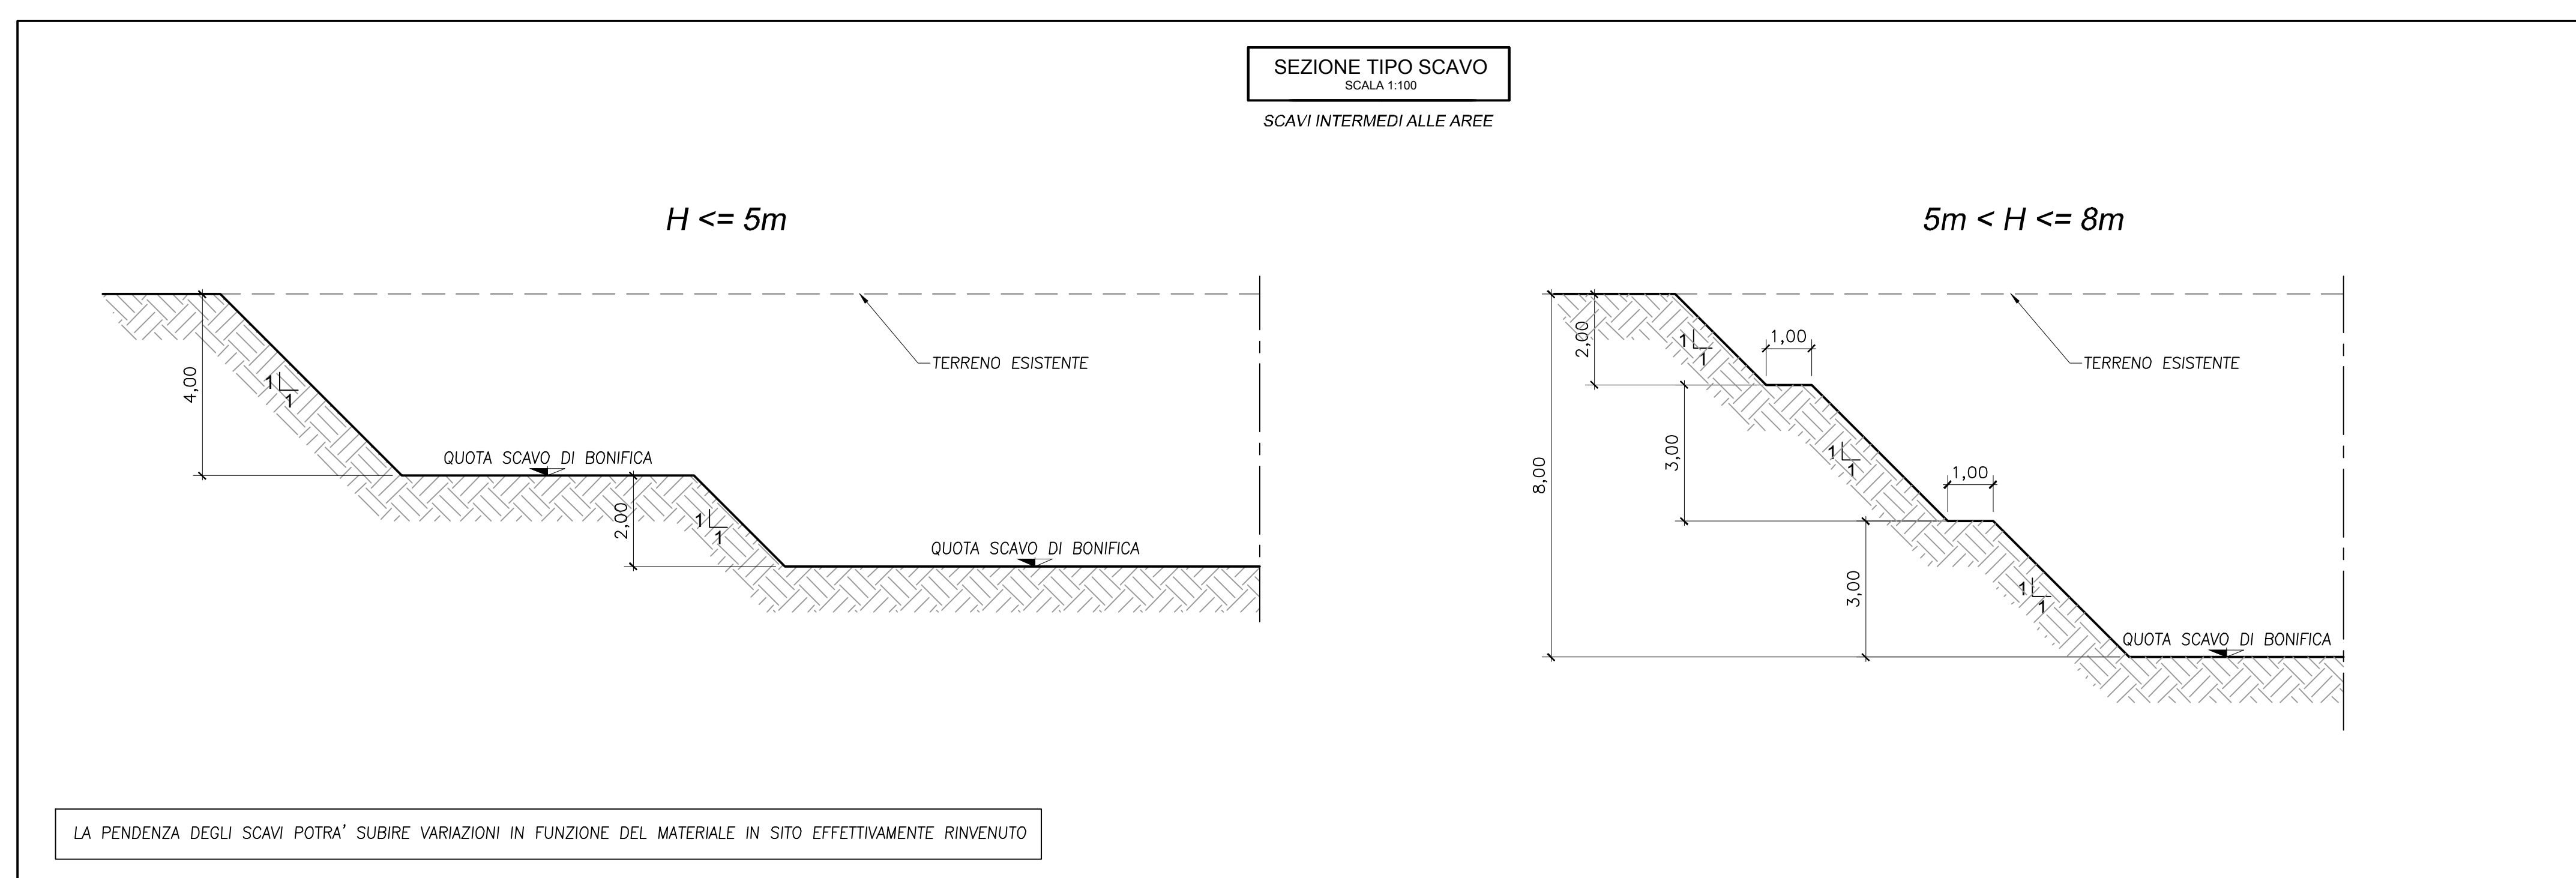 SEZIONE TIPO SCAVO
SCALA 1:100
SCAVI INTERMEDI ALLE AREE
H <= 5m
TERRENO ESISTENTE
4,00
1
1
QUOTA SCAVO DI BONIFICA
2,00
1
1
QUOTA SCAVO DI BONIFICA
5m < H <= 8m
2,00
1
1
1,00
TERRENO ESISTENTE
8,00
3,00
1
1
1,00
3,00
1
1
QUOTA SCAVO DI BONIFICA
LA PENDENZA DEGLI SCAVI POTRA' SUBIRE VARIAZIONI IN FUNZIONE DEL MATERIALE IN SITO EFFETTIVAMENTE RINVENUTO